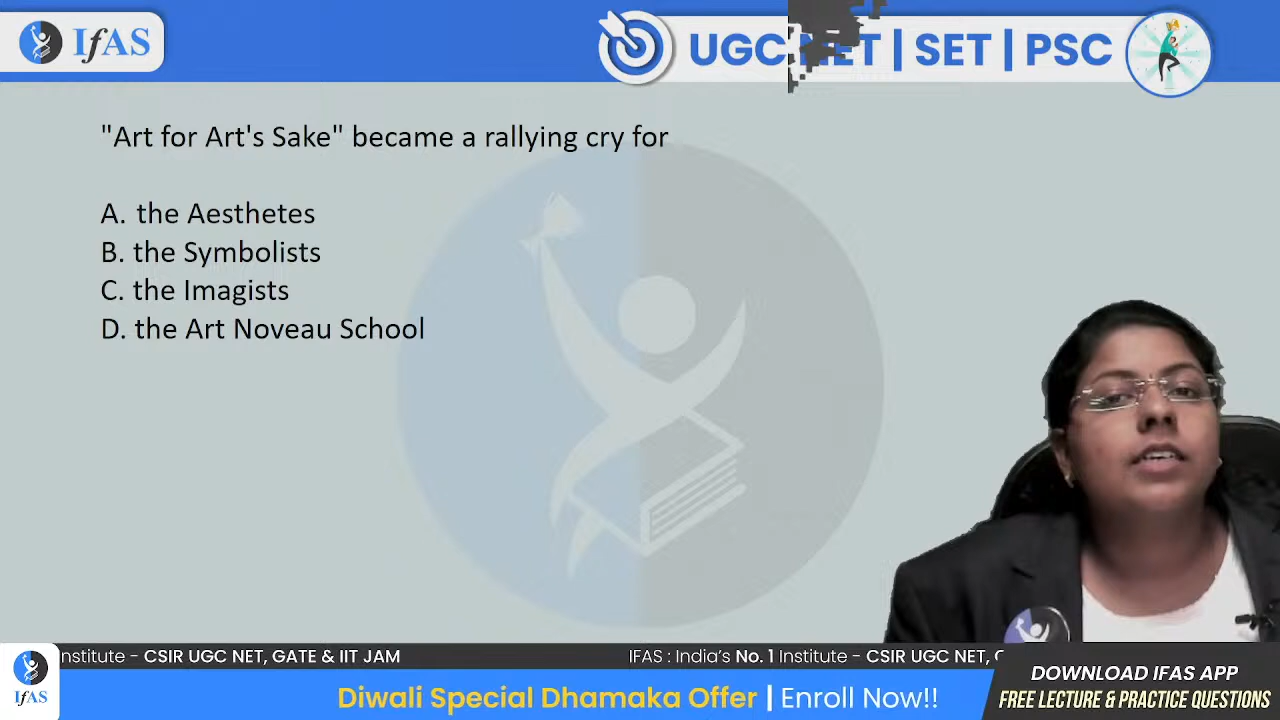 IfAS
UGC NET | SET | PSC
"Art for Art's Sake" became a rallying cry for
A. the Aesthetes
B. the Symbolists
C. the Imagists
D. the Art Noveau School
nstitute - CSIR UGC NET, GATE & IIT JAM
IFAS : India's No. 1 Institute - CSIR UGC NET, G
DOWNLOAD IFAS APP
FREE LECTURE & PRACTICE QUESTIONS
IfAS
Diwali Special Dhamaka Offer | Enroll Now!!